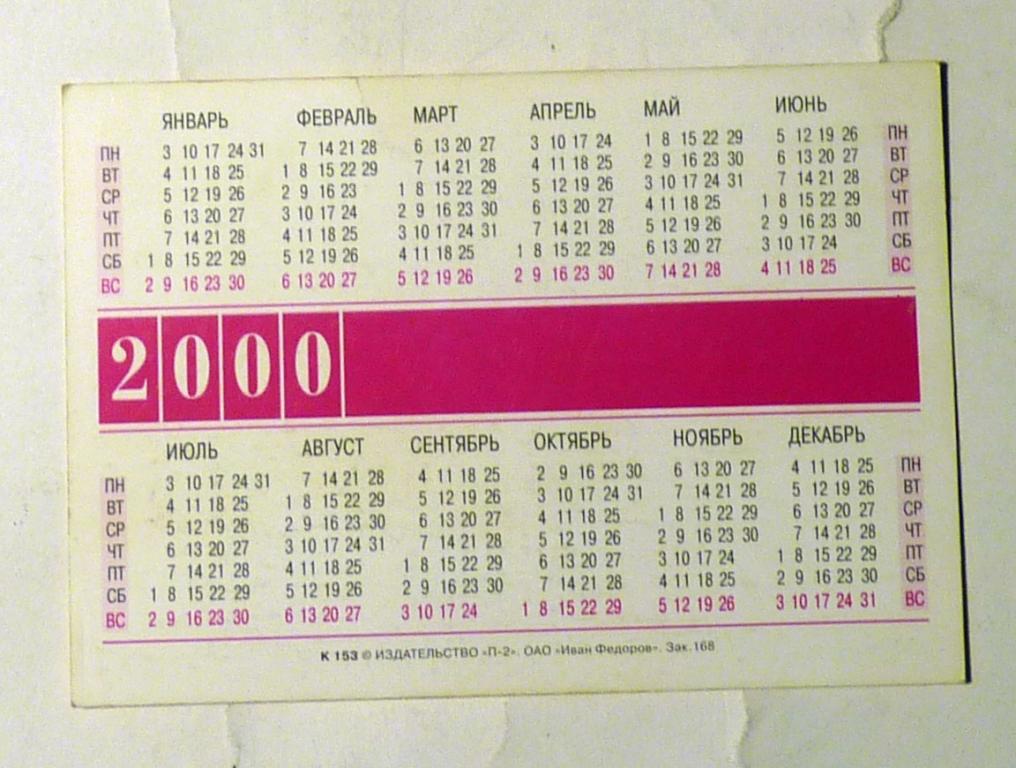 ЯНВАРЬ ФЕВРАЛЬ МАРТ АПРЕЛЬ МАЙ ИЮНЬ
ПН 3 10 17 24 31 7 14 21 28 6 13 20 27 3 10 17 24 1 8 15 22 29 5 12 19 26 ПН
ВТ 4 11 18 25 1 8 15 22 29 7 14 21 28 4 11 18 25 2 9 16 23 30 6 13 20 27 ВТ
СР 5 12 19 26 2 9 16 23 1 8 15 22 29 5 12 19 26 3 10 17 24 31 7 14 21 28 СР
ЧТ 6 13 20 27 3 10 17 24 2 9 16 23 30 6 13 20 27 4 11 18 25 1 8 15 22 29 ЧТ
ПТ 7 14 21 28 4 11 18 25 3 10 17 24 31 7 14 21 28 5 12 19 26 2 9 16 23 30 ПТ
СБ 1 8 15 22 29 5 12 19 26 4 11 18 25 1 8 15 22 29 6 13 20 27 3 10 17 24 СБ
ВС 2 9 16 23 30 6 13 20 27 5 12 19 26 2 9 16 23 30 7 14 21 28 4 11 18 25 ВС
2000
ИЮЛЬ АВГУСТ СЕНТЯБРЬ ОКТЯБРЬ НОЯБРЬ ДЕКАБРЬ
ПН 3 10 17 24 31 7 14 21 28 4 11 18 25 2 9 16 23 30 6 13 20 27 4 11 18 25 ПН
ВТ 4 11 18 25 1 8 15 22 29 5 12 19 26 3 10 17 24 31 7 14 21 28 5 12 19 26 ВТ
СР 5 12 19 26 2 9 16 23 30 6 13 20 27 4 11 18 25 1 8 15 22 29 6 13 20 27 СР
ЧТ 6 13 20 27 3 10 17 24 31 7 14 21 28 5 12 19 26 2 9 16 23 30 7 14 21 28 ЧТ
ПТ 7 14 21 28 4 11 18 25 1 8 15 22 29 6 13 20 27 3 10 17 24 1 8 15 22 29 ПТ
СБ 1 8 15 22 29 5 12 19 26 2 9 16 23 30 7 14 21 28 4 11 18 25 2 9 16 23 30 СБ
ВС 2 9 16 23 30 6 13 20 27 3 10 17 24 1 8 15 22 29 5 12 19 26 3 10 17 24 31 ВС
К 153 © ИЗДАТЕЛЬСТВО «П-2». ОАО «Иван Федоров». Зак.168